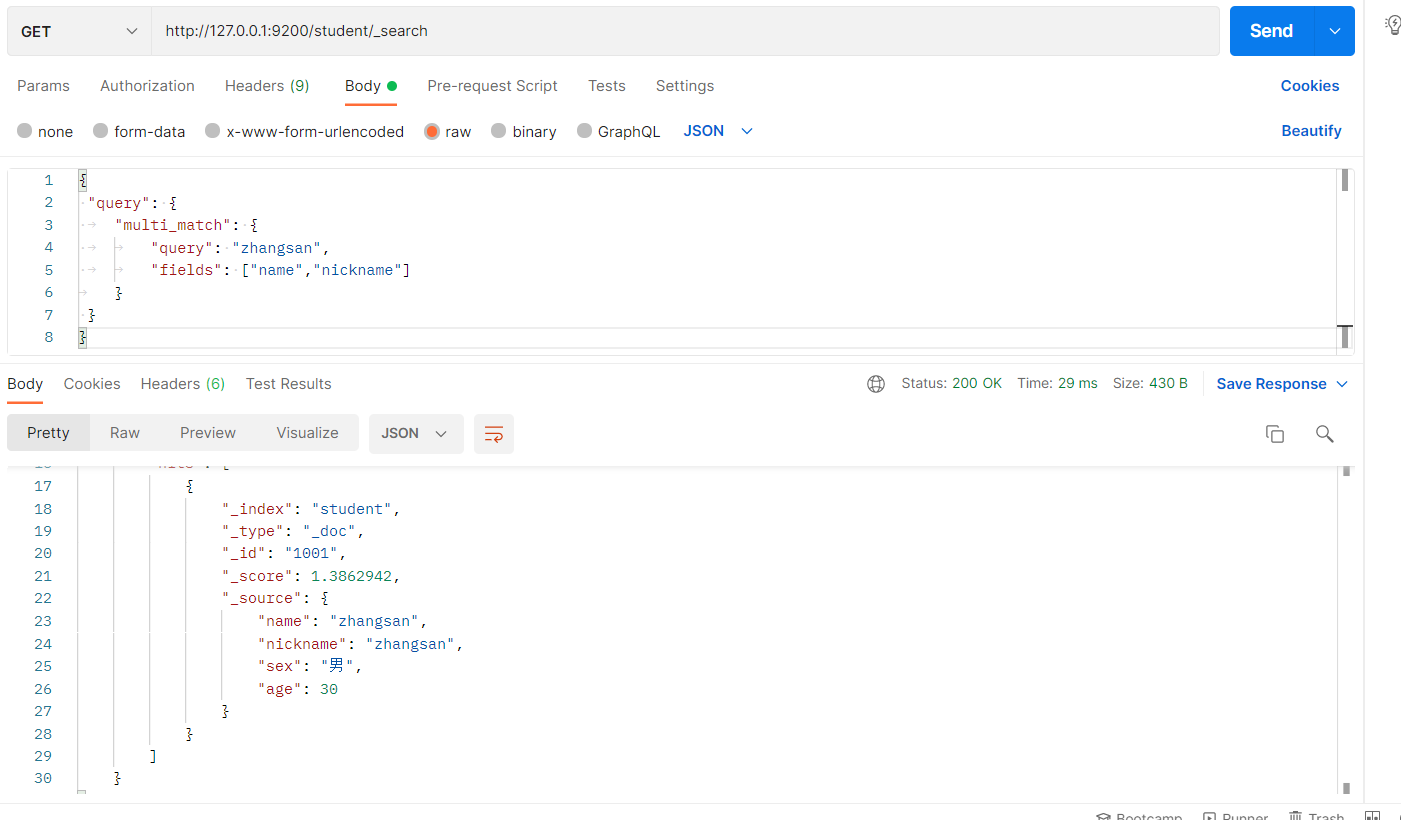 GET http://127.0.0.1:9200/student/_search Send
Params Authorization Headers (9) Body Pre-request Script Tests Settings Cookies
none form-data x-www-form-urlencoded raw binary GraphQL JSON Beautify
1 {
2 "query": {
3 "multi_match": {
4 "query": "zhangsan",
5 "fields": ["name","nickname"]
6 }
7 }
8 }
Body Cookies Headers (6) Test Results Status: 200 OK Time: 29 ms Size: 430 B Save Response
Pretty Raw Preview Visualize JSON
17 {
18 "_index": "student",
19 "_type": "_doc",
20 "_id": "1001",
21 "_score": 1.3862942,
22 "_source": {
23 "name": "zhangsan",
24 "nickname": "zhangsan",
25 "sex": "男",
26 "age": 30
27 }
28 }
29 ]
30 }
Bootcamp Runner Trash